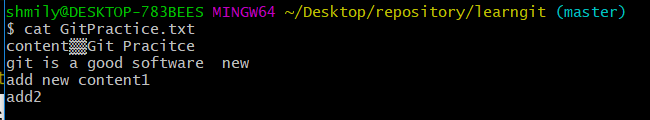 shmily@DESKTOP-783BEES MINGW64 ~/Desktop/repository/learngit (master)
$ cat GitPractice.txt
content▒▒Git Pracitce
git is a good software  new
add new content1
add2